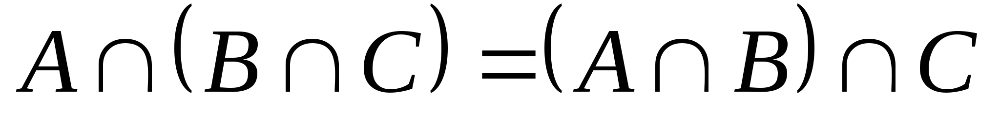 A ∩ (B ∩ C) = (A ∩ B) ∩ C